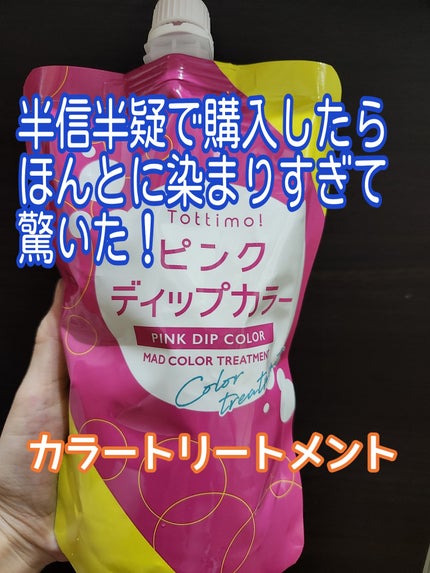 半信半疑で購入したら
ほんとに染まりすぎて
驚いた！
Tottimo!
ピンク
ディップカラー
PINK DIP COLOR
MAD COLOR TREATMENT
Color
treatment
カラートリートメント